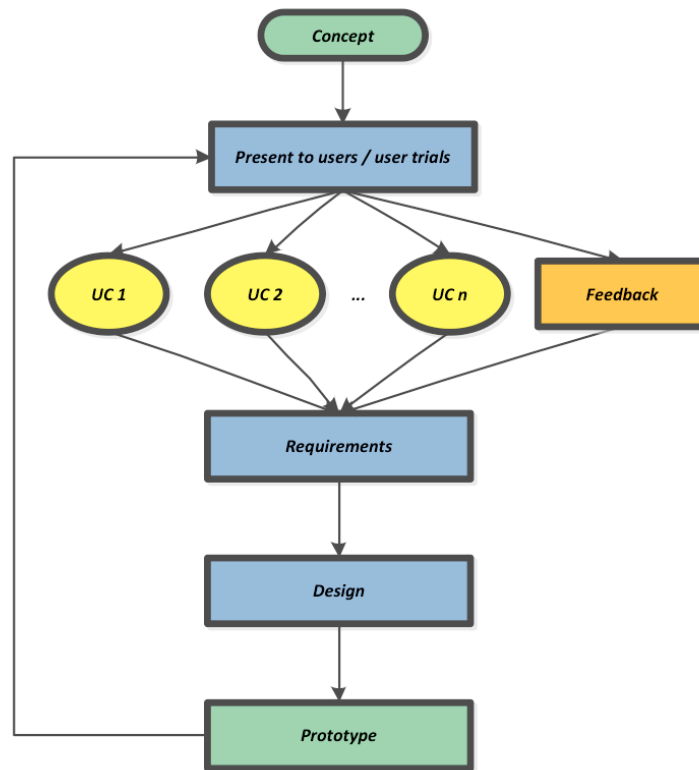 Concept
Present to users / user trials
UC 1
UC 2
...
UC n
Feedback
Requirements
Design
Prototype